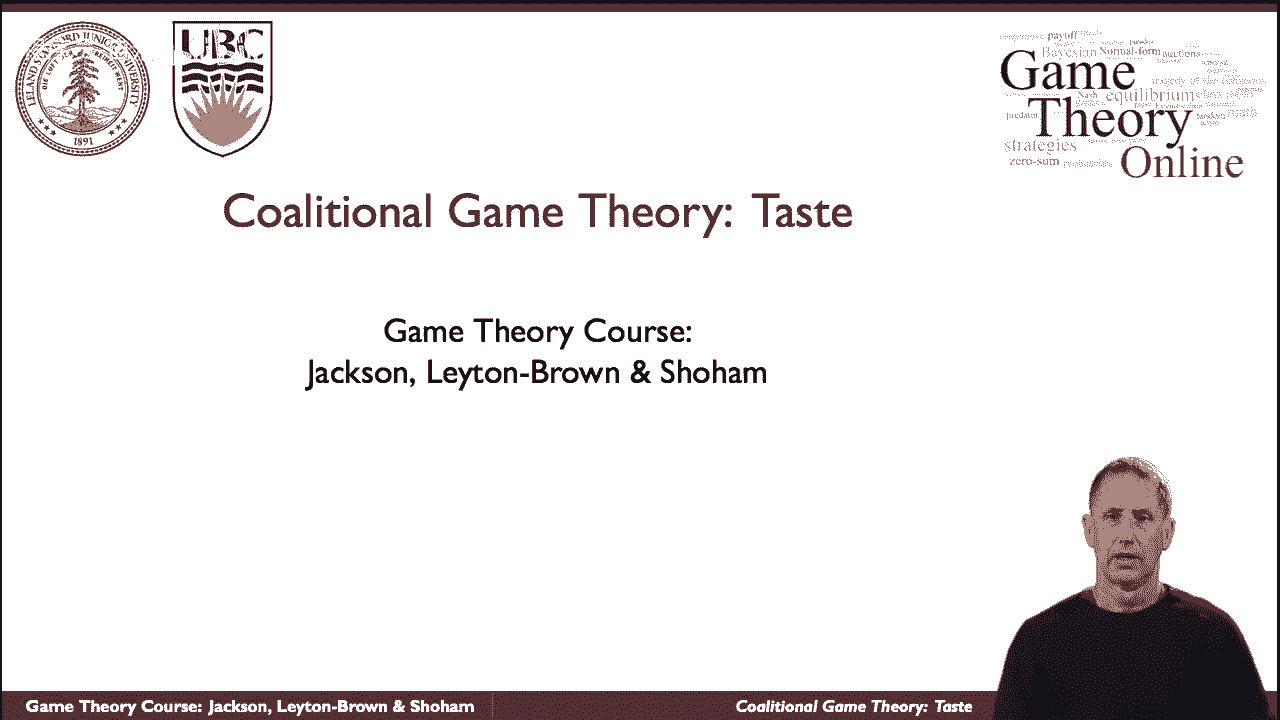 LELAND STANFORD JUNIOR UNIVERSITY
DIE LUFT DER FREIHEIT WEHT
1891
UBC
payoff
Bayesian Normal-form auctions
Game
tragedy of the commons
Nash equilibrium
Theory
predator
strategies
zero-sum probabilities
Online
Coalitional Game Theory: Taste
Game Theory Course:
Jackson, Leyton-Brown & Shoham
Game Theory Course: Jackson, Leyton-Brown & Shoham
Coalitional Game Theory: Taste